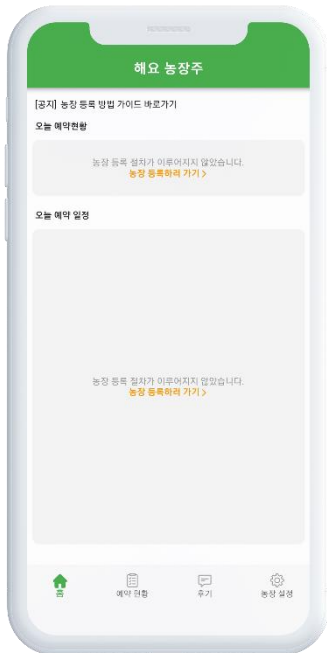 해요 농장주
[공지] 농장 등록 방법 가이드 바로가기
오늘 예약현황
농장 등록 절차가 이루어지지 않았습니다.
농장 등록하러 가기 >
오늘 예약 일정
농장 등록 절차가 이루어지지 않았습니다.
농장 등록하러 가기 >
홈
예약 현황
후기
농장 설정